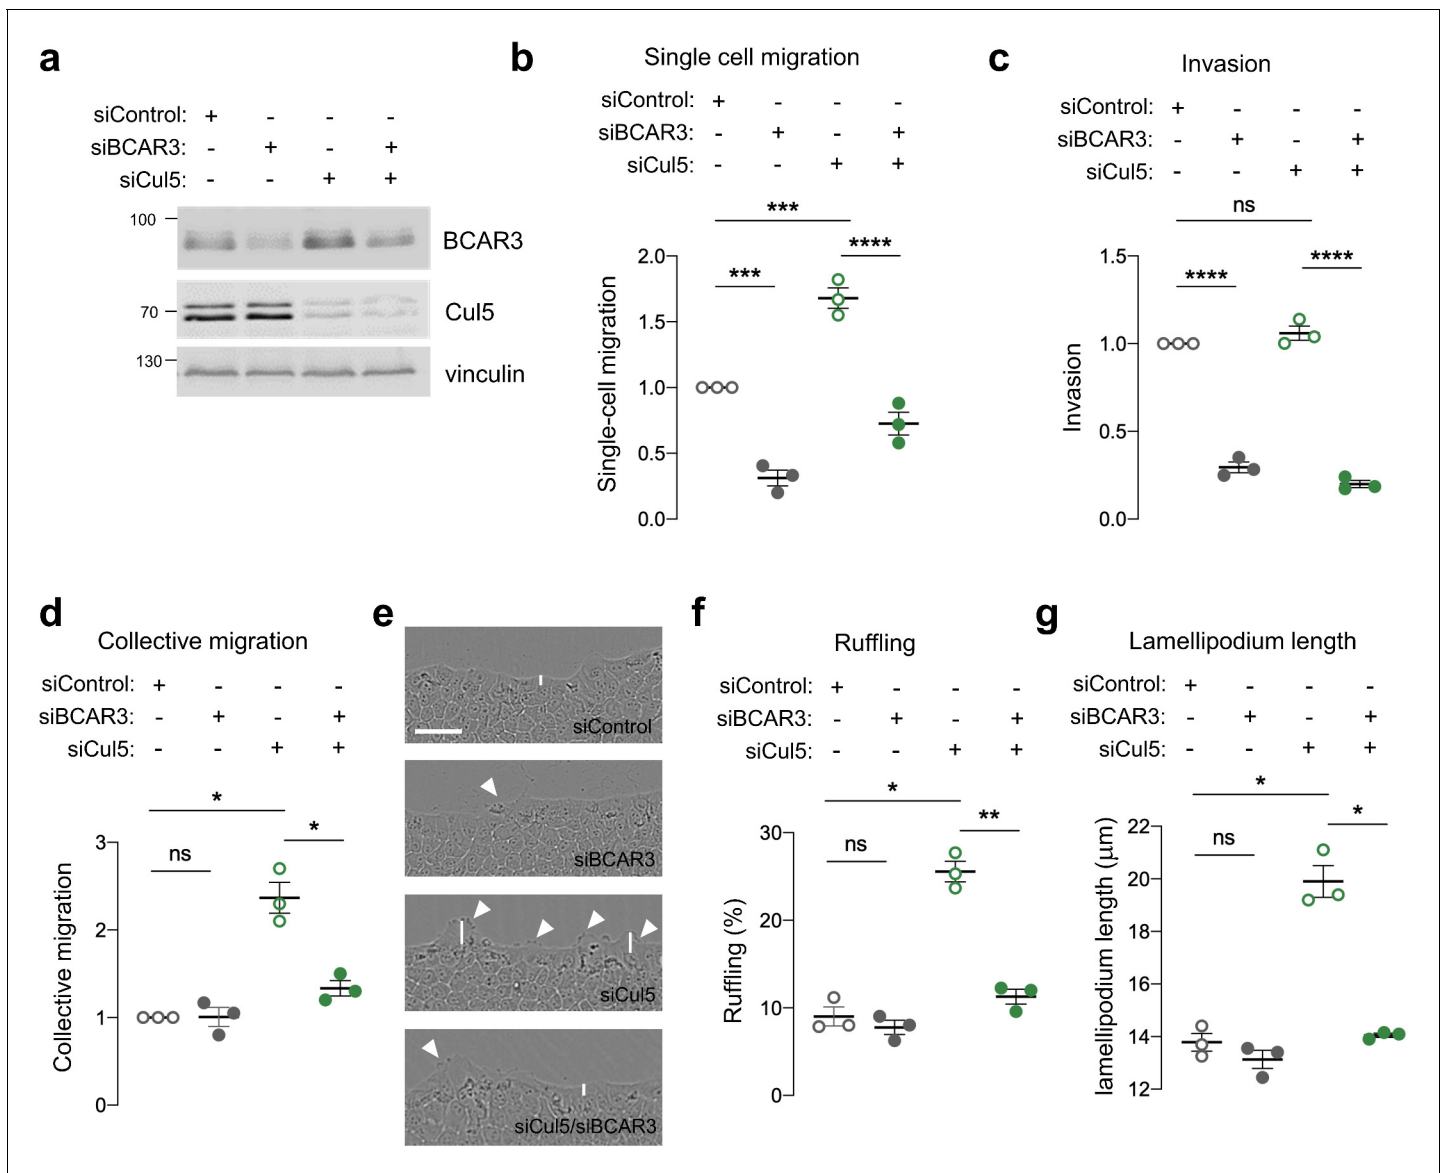 a
siControl: + - - -
siBCAR3: - + - +
siCul5: - - + +
100
BCAR3
70
Cul5
130
vinculin
b
Single cell migration
siControl: + - - -
siBCAR3: - + - +
siCul5: - - + +
***
****
***
2.0
1.5
1.0
0.5
0.0
Single-cell migration
c
Invasion
siControl: + - - -
siBCAR3: - + - +
siCul5: - - + +
ns
****
****
1.5
1.0
0.5
0.0
Invasion
d
Collective migration
siControl: + - - -
siBCAR3: - + - +
siCul5: - - + +
*
*
ns
3
2
1
0
Collective migration
e
siControl
siBCAR3
siCul5
siCul5/siBCAR3
f
Ruffling
siControl: + - - -
siBCAR3: - + - +
siCul5: - - + +
*
**
ns
30
20
10
0
Ruffling (%)
g
Lamellipodium length
siControl: + - - -
siBCAR3: - + - +
siCul5: - - + +
*
*
ns
22
20
18
16
14
12
lamellipodium length (µm)